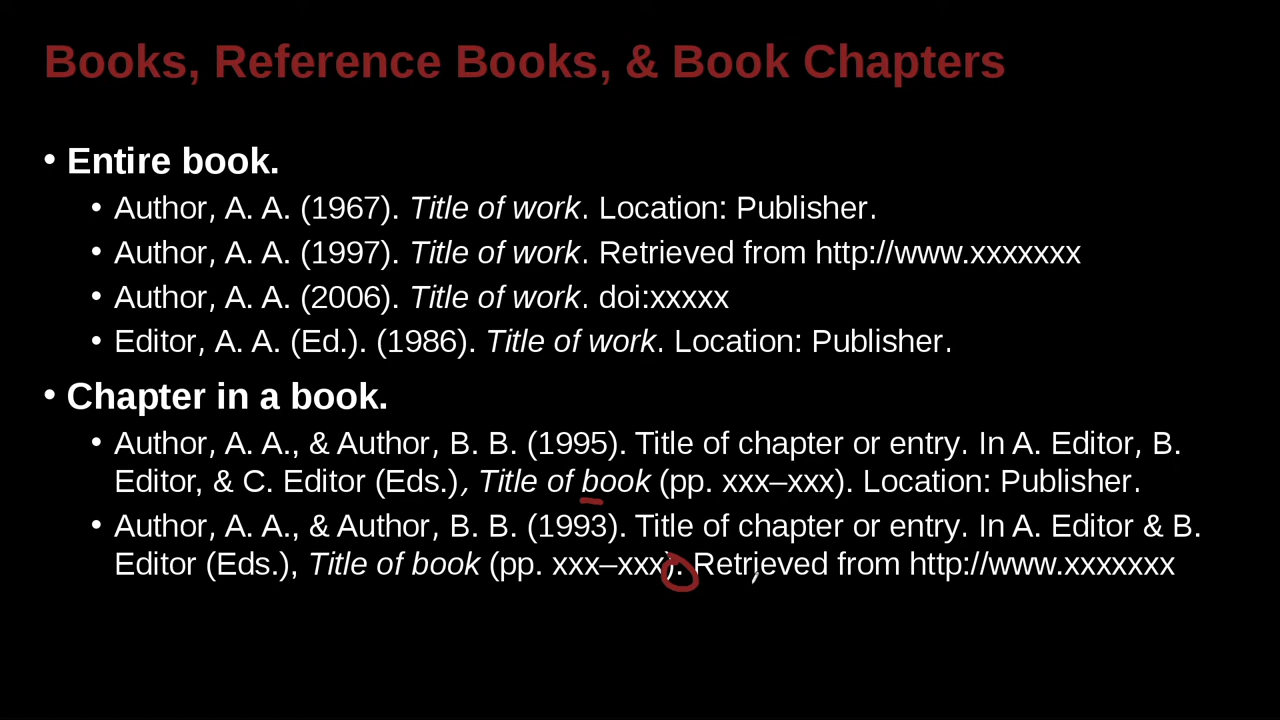 Books, Reference Books, & Book Chapters
• Entire book.
• Author, A. A. (1967). Title of work. Location: Publisher.
• Author, A. A. (1997). Title of work. Retrieved from http://www.xxxxxxx
• Author, A. A. (2006). Title of work. doi:xxxxx
• Editor, A. A. (Ed.). (1986). Title of work. Location: Publisher.
• Chapter in a book.
• Author, A. A., & Author, B. B. (1995). Title of chapter or entry. In A. Editor, B.
Editor, & C. Editor (Eds.), Title of book (pp. xxx–xxx). Location: Publisher.
• Author, A. A., & Author, B. B. (1993). Title of chapter or entry. In A. Editor & B.
Editor (Eds.), Title of book (pp. xxx–xxx). Retrieved from http://www.xxxxxxx